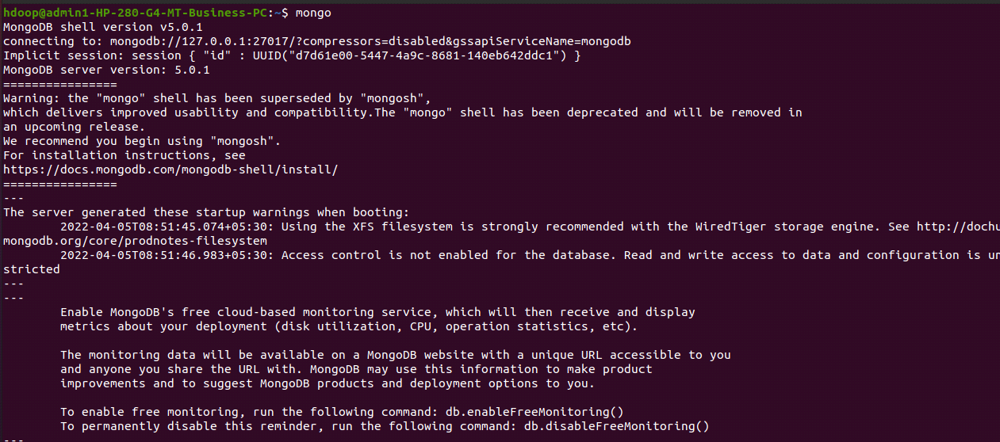 hdoop@admin1-HP-280-G4-MT-Business-PC:~$ mongo
MongoDB shell version v5.0.1
connecting to: mongodb://127.0.0.1:27017/?compressors=disabled&gssapiServiceName=mongodb
Implicit session: session { "id" : UUID("d7d61e00-5447-4a9c-8681-140eb642ddc1") }
MongoDB server version: 5.0.1
================
Warning: the "mongo" shell has been superseded by "mongosh",
which delivers improved usability and compatibility.The "mongo" shell has been deprecated and will be removed in
an upcoming release.
We recommend you begin using "mongosh".
For installation instructions, see
https://docs.mongodb.com/mongodb-shell/install/
================
---
The server generated these startup warnings when booting:
        2022-04-05T08:51:45.074+05:30: Using the XFS filesystem is strongly recommended with the WiredTiger storage engine. See http://dochu
mongodb.org/core/prodnotes-filesystem
        2022-04-05T08:51:46.983+05:30: Access control is not enabled for the database. Read and write access to data and configuration is un
stricted
---
---
        Enable MongoDB's free cloud-based monitoring service, which will then receive and display
        metrics about your deployment (disk utilization, CPU, operation statistics, etc).

        The monitoring data will be available on a MongoDB website with a unique URL accessible to you
        and anyone you share the URL with. MongoDB may use this information to make product
        improvements and to suggest MongoDB products and deployment options to you.

        To enable free monitoring, run the following command: db.enableFreeMonitoring()
        To permanently disable this reminder, run the following command: db.disableFreeMonitoring()
---